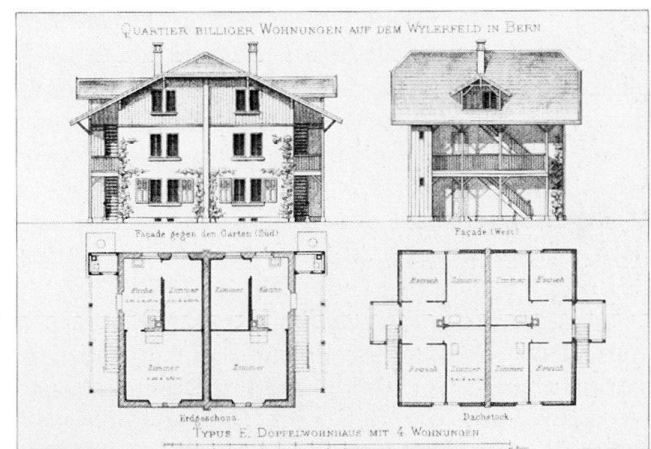 QUARTIER BILLIGER WOHNUNGEN AUF DEM WYLERFELD IN BERN
Façade gegen den Garten (Süd)
Façade (West)
Küche Zimmer Zimmer Küche
Zimmer Zimmer
Estrich Zimmer Zimmer Estrich
Estrich Zimmer Zimmer Estrich
Erdgeschoss.
Dachstock.
TYPUS E. DOPPELWOHNHAUS MIT 4 WOHNUNGEN